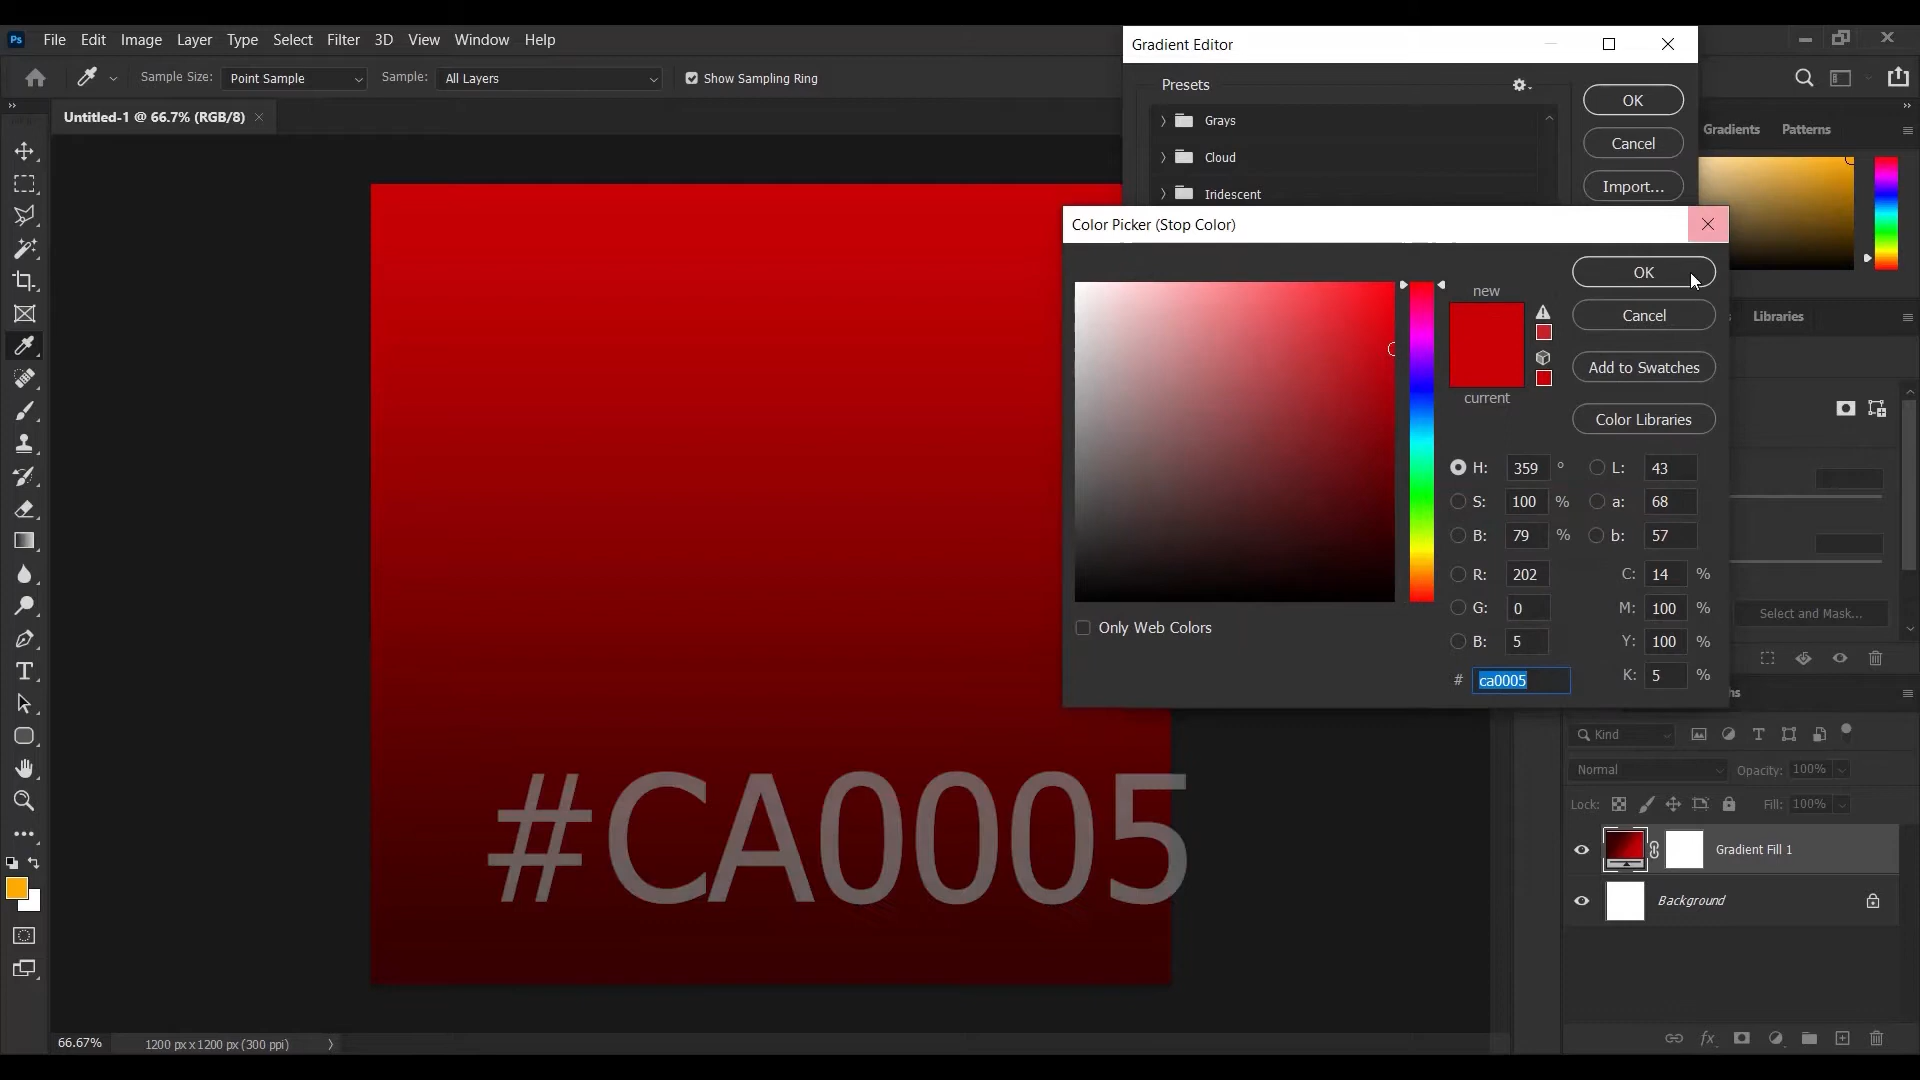 Ps File Edit Image Layer Type Select Filter 3D View Window Help
Sample Size: Point Sample Sample: All Layers Show Sampling Ring
Untitled-1 @ 66.7% (RGB/8)
Gradient Editor
Presets
Grays
Cloud
Iridescent
OK
Cancel
Import...
Gradients Patterns
Libraries
Color Picker (Stop Color)
new
current
OK
Cancel
Add to Swatches
Color Libraries
H: 359 ° L: 43
S: 100 % a: 68
B: 79 % b: 57
R: 202 C: 14 %
G: 0 M: 100 %
B: 5 Y: 100 %
# ca0005 K: 5 %
Only Web Colors
Select and Mask...
Kind
Normal Opacity: 100%
Lock: Fill: 100%
Gradient Fill 1
Background
#CA0005
66.67% 1200 px x 1200 px (300 ppi)